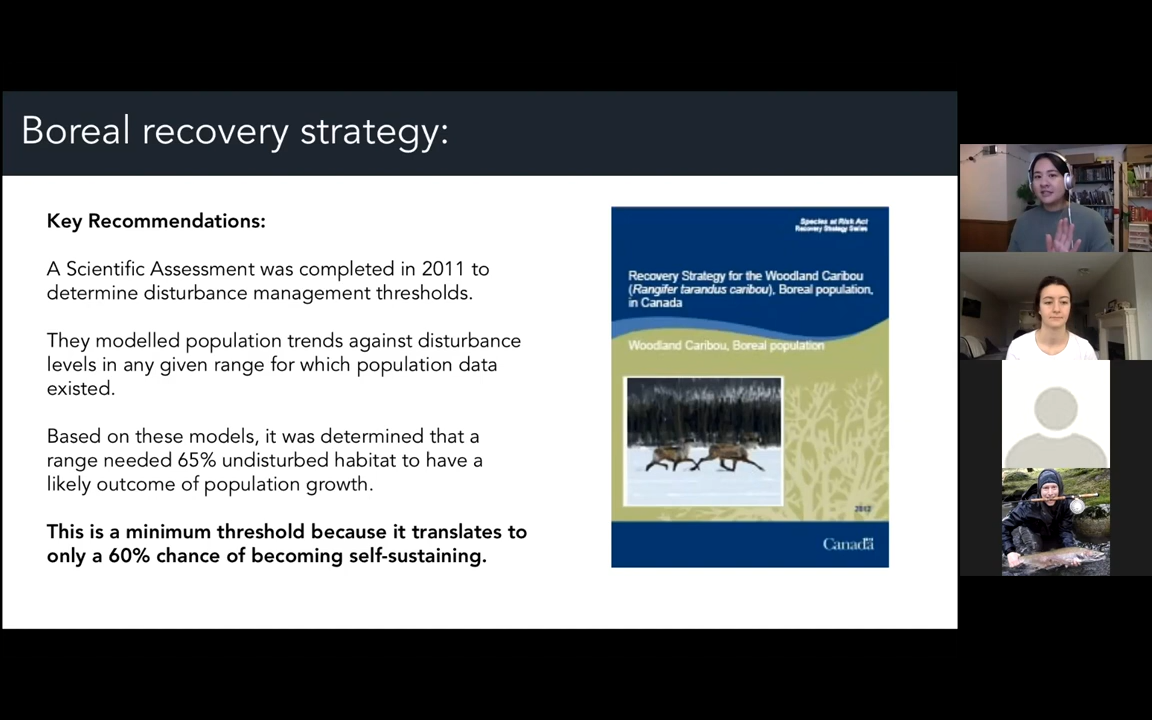 Boreal recovery strategy:
Key Recommendations:
A Scientific Assessment was completed in 2011 to
determine disturbance management thresholds.
They modelled population trends against disturbance
levels in any given range for which population data
existed.
Based on these models, it was determined that a
range needed 65% undisturbed habitat to have a
likely outcome of population growth.
This is a minimum threshold because it translates to
only a 60% chance of becoming self-sustaining.
Species at Risk Act
Recovery Strategy Series
Recovery Strategy for the Woodland Caribou
(Rangifer tarandus caribou), Boreal population,
in Canada
Woodland Caribou, Boreal population
2012
Canada